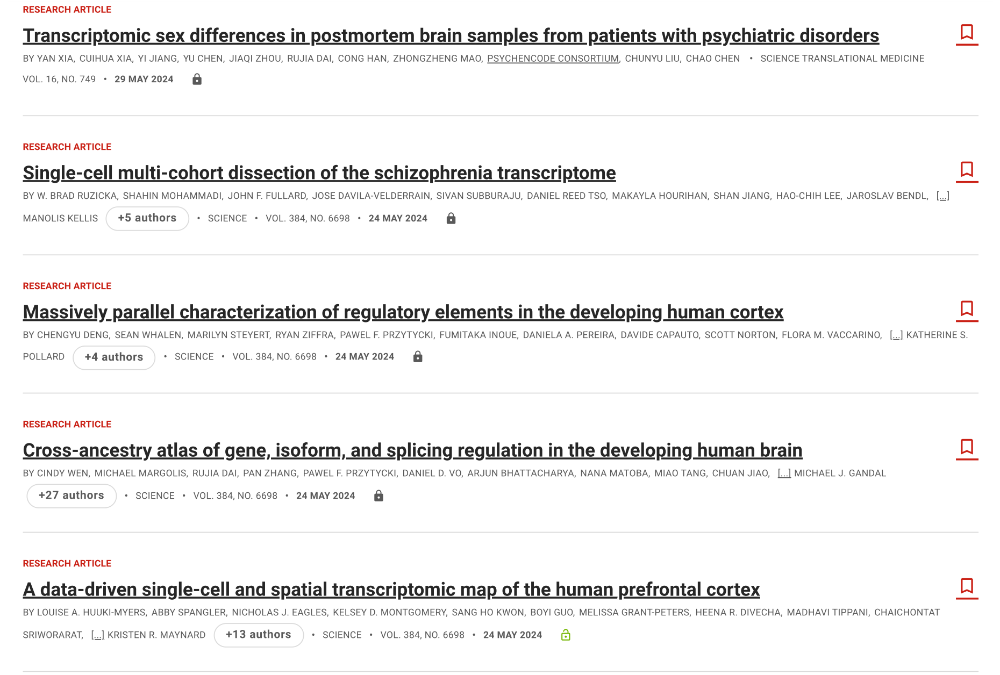 RESEARCH ARTICLE
Transcriptomic sex differences in postmortem brain samples from patients with psychiatric disorders
BY YAN XIA, CUIHUA XIA, YI JIANG, YU CHEN, JIAQI ZHOU, RUJIA DAI, CONG HAN, ZHONGZHENG MAO, PSYCHENCODE CONSORTIUM, CHUNYU LIU, CHAO CHEN • SCIENCE TRANSLATIONAL MEDICINE
VOL. 16, NO. 749 • 29 MAY 2024
RESEARCH ARTICLE
Single-cell multi-cohort dissection of the schizophrenia transcriptome
BY W. BRAD RUZICKA, SHAHIN MOHAMMADI, JOHN F. FULLARD, JOSE DAVILA-VELDERRAIN, SIVAN SUBBURAJU, DANIEL REED TSO, MAKAYLA HOURIHAN, SHAN JIANG, HAO-CHIH LEE, JAROSLAV BENDL, [...]
MANOLIS KELLIS +5 authors • SCIENCE • VOL. 384, NO. 6698 • 24 MAY 2024
RESEARCH ARTICLE
Massively parallel characterization of regulatory elements in the developing human cortex
BY CHENGYU DENG, SEAN WHALEN, MARILYN STEYERT, RYAN ZIFFRA, PAWEL F. PRZYTYCKI, FUMITAKA INOUE, DANIELA A. PEREIRA, DAVIDE CAPAUTO, SCOTT NORTON, FLORA M. VACCARINO, [...] KATHERINE S.
POLLARD +4 authors • SCIENCE • VOL. 384, NO. 6698 • 24 MAY 2024
RESEARCH ARTICLE
Cross-ancestry atlas of gene, isoform, and splicing regulation in the developing human brain
BY CINDY WEN, MICHAEL MARGOLIS, RUJIA DAI, PAN ZHANG, PAWEL F. PRZYTYCKI, DANIEL D. VO, ARJUN BHATTACHARYA, NANA MATOBA, MIAO TANG, CHUAN JIAO, [...] MICHAEL J. GANDAL
+27 authors • SCIENCE • VOL. 384, NO. 6698 • 24 MAY 2024
RESEARCH ARTICLE
A data-driven single-cell and spatial transcriptomic map of the human prefrontal cortex
BY LOUISE A. HUUKI-MYERS, ABBY SPANGLER, NICHOLAS J. EAGLES, KELSEY D. MONTGOMERY, SANG HO KWON, BOYI GUO, MELISSA GRANT-PETERS, HEENA R. DIVECHA, MADHAVI TIPPANI, CHAICHONTAT
SRIWORARAT, [...] KRISTEN R. MAYNARD +13 authors • SCIENCE • VOL. 384, NO. 6698 • 24 MAY 2024